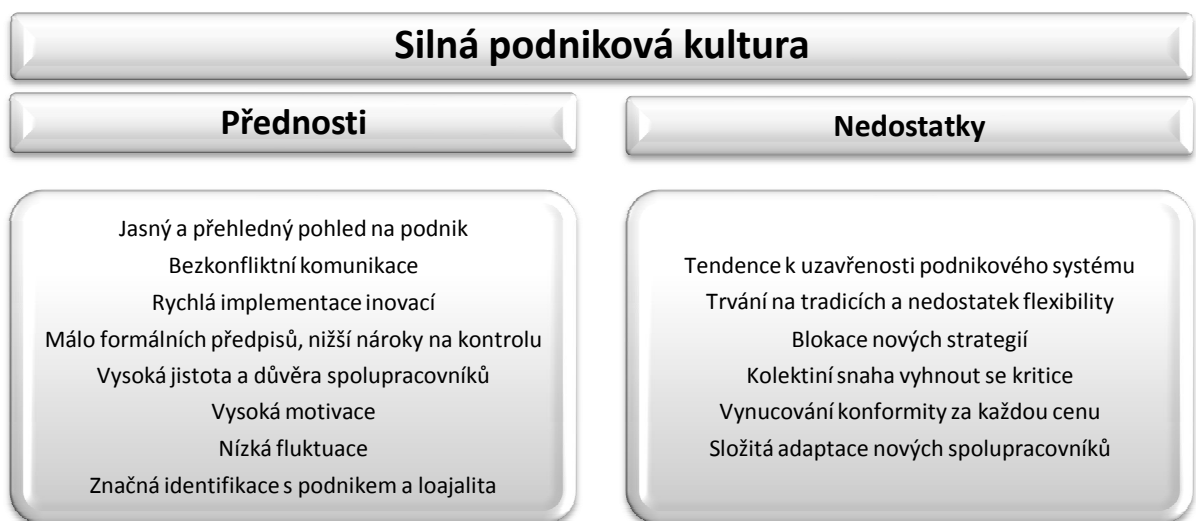 Silná podniková kultura
Přednosti
Jasný a přehledný pohled na podnik
Bezkonfliktní komunikace
Rychlá implementace inovací
Málo formálních předpisů, nižší nároky na kontrolu
Vysoká jistota a důvěra spolupracovníků
Vysoká motivace
Nízká fluktuace
Značná identifikace s podnikem a loajalita
Nedostatky
Tendence k uzavřenosti podnikového systému
Trvání na tradicích a nedostatek flexibility
Blokace nových strategií
Kolektiní snaha vyhnout se kritice
Vynucování konformity za každou cenu
Složitá adaptace nových spolupracovníků